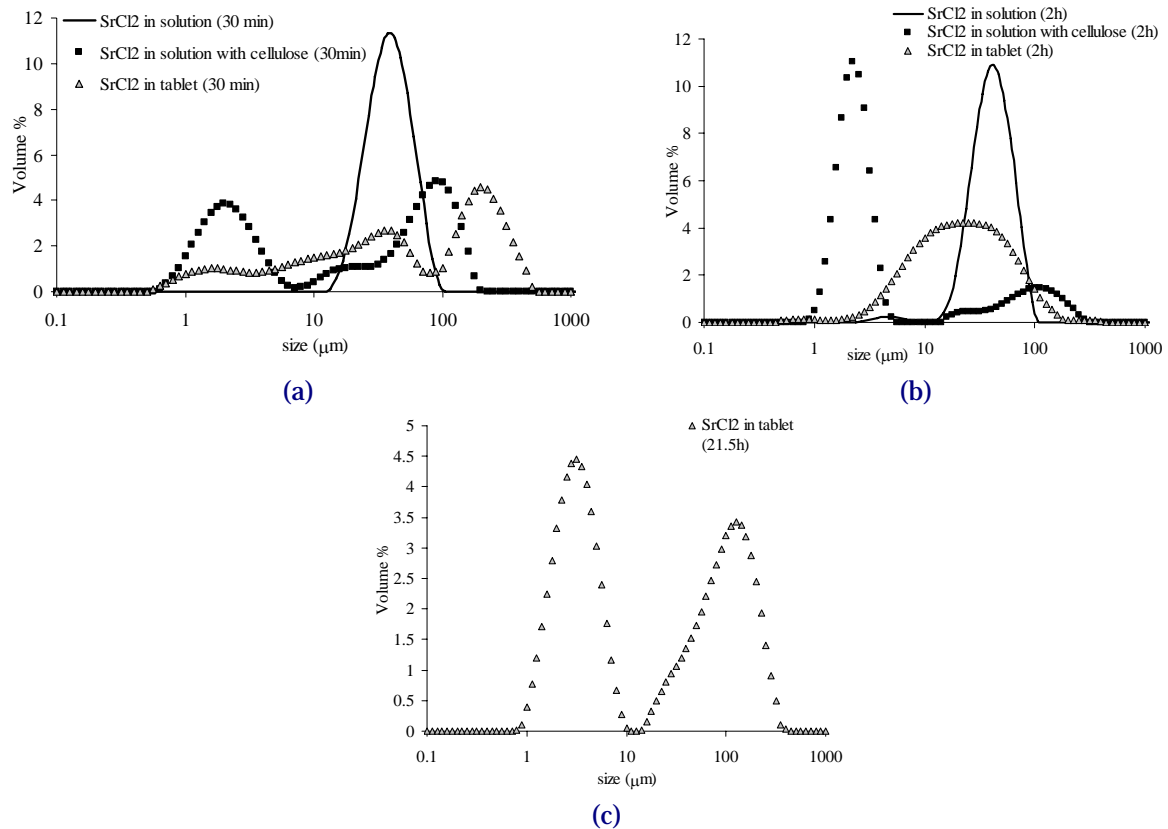 SrCl2 in solution (30 min)
SrCl2 in solution with cellulose (30min)
SrCl2 in tablet (30 min)
12
10
8
6
4
2
0
Volume %
0.1 1 10 100 1000
size (μm)
(a)
SrCl2 in solution (2h)
SrCl2 in solution with cellulose (2h)
SrCl2 in tablet (2h)
12
10
8
6
4
2
0
Volume %
0.1 1 10 100 1000
size (μm)
(b)
SrCl2 in tablet
(21.5h)
5
4.5
4
3.5
3
2.5
2
1.5
1
0.5
0
Volume %
0.1 1 10 100 1000
size (μm)
(c)